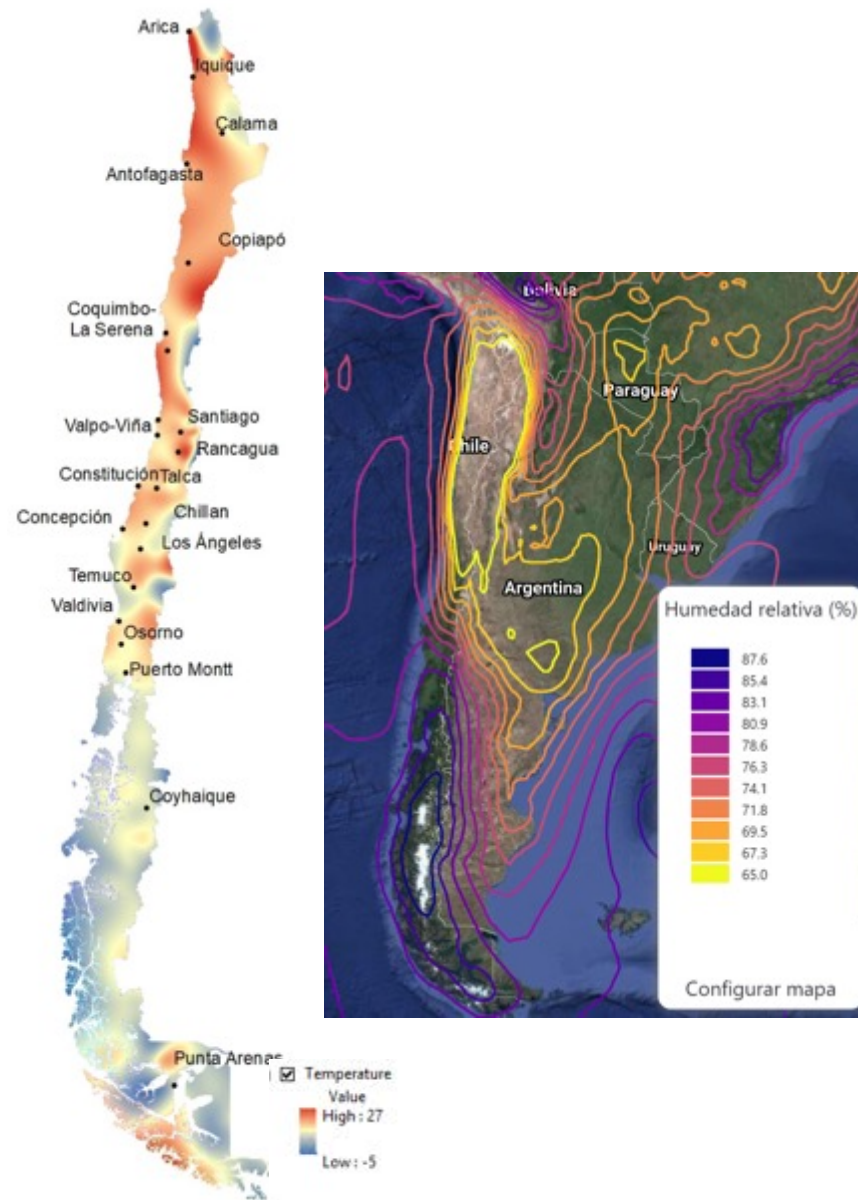 Arica
Iquique
Calama
Antofagasta
Copiapó
Coquimbo-
La Serena
Valpo-Viña
Santiago
Rancagua
Constitución
Talca
Concepción
Chillan
Los Ángeles
Temuco
Valdivia
Osorno
Puerto Montt
Coyhaique
Punta Arenas
Temperature
Value
High : 27
Low : -5
Bolivia
Paraguay
Chile
Uruguay
Argentina
Humedad relativa (%)
87.6
85.4
83.1
80.9
78.6
76.3
74.1
71.8
69.5
67.3
65.0
Configurar mapa